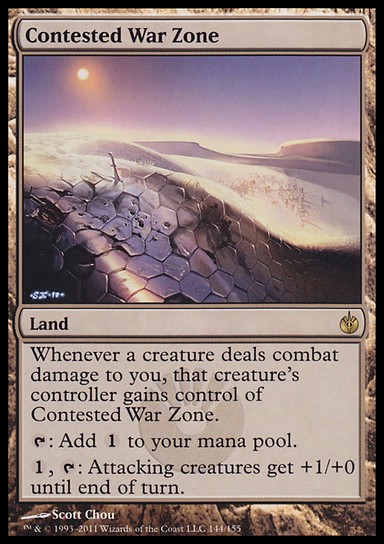 Contested War Zone
·SZ·10·
Land
Whenever a creature deals combat
damage to you, that creature's
controller gains control of
Contested War Zone.
: Add 1 to your mana pool.
1, : Attacking creatures get +1/+0
until end of turn.
Scott Chou
™ & © 1993–2011 Wizards of the Coast LLC 144/155